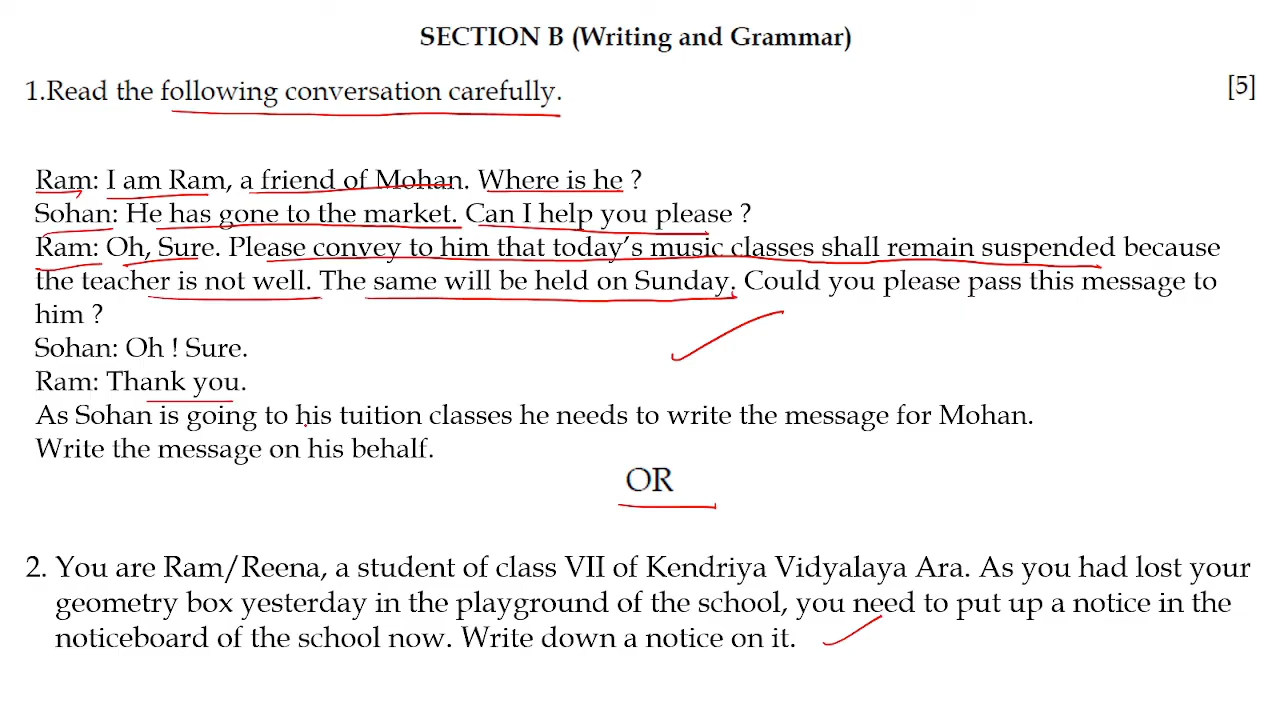 SECTION B (Writing and Grammar)
1.Read the following conversation carefully. [5]
Ram: I am Ram, a friend of Mohan. Where is he ?
Sohan: He has gone to the market. Can I help you please ?
Ram: Oh, Sure. Please convey to him that today's music classes shall remain suspended because
the teacher is not well. The same will be held on Sunday. Could you please pass this message to
him ?
Sohan: Oh ! Sure.
Ram: Thank you.
As Sohan is going to his tuition classes he needs to write the message for Mohan.
Write the message on his behalf.
OR
2. You are Ram/Reena, a student of class VII of Kendriya Vidyalaya Ara. As you had lost your
geometry box yesterday in the playground of the school, you need to put up a notice in the
noticeboard of the school now. Write down a notice on it.